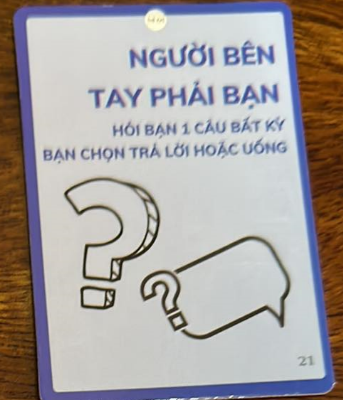 NGƯỜI BÊN
TAY PHẢI BẠN
HỎI BẠN 1 CÂU BẤT KỲ
BẠN CHỌN TRẢ LỜI HOẶC UỐNG
21